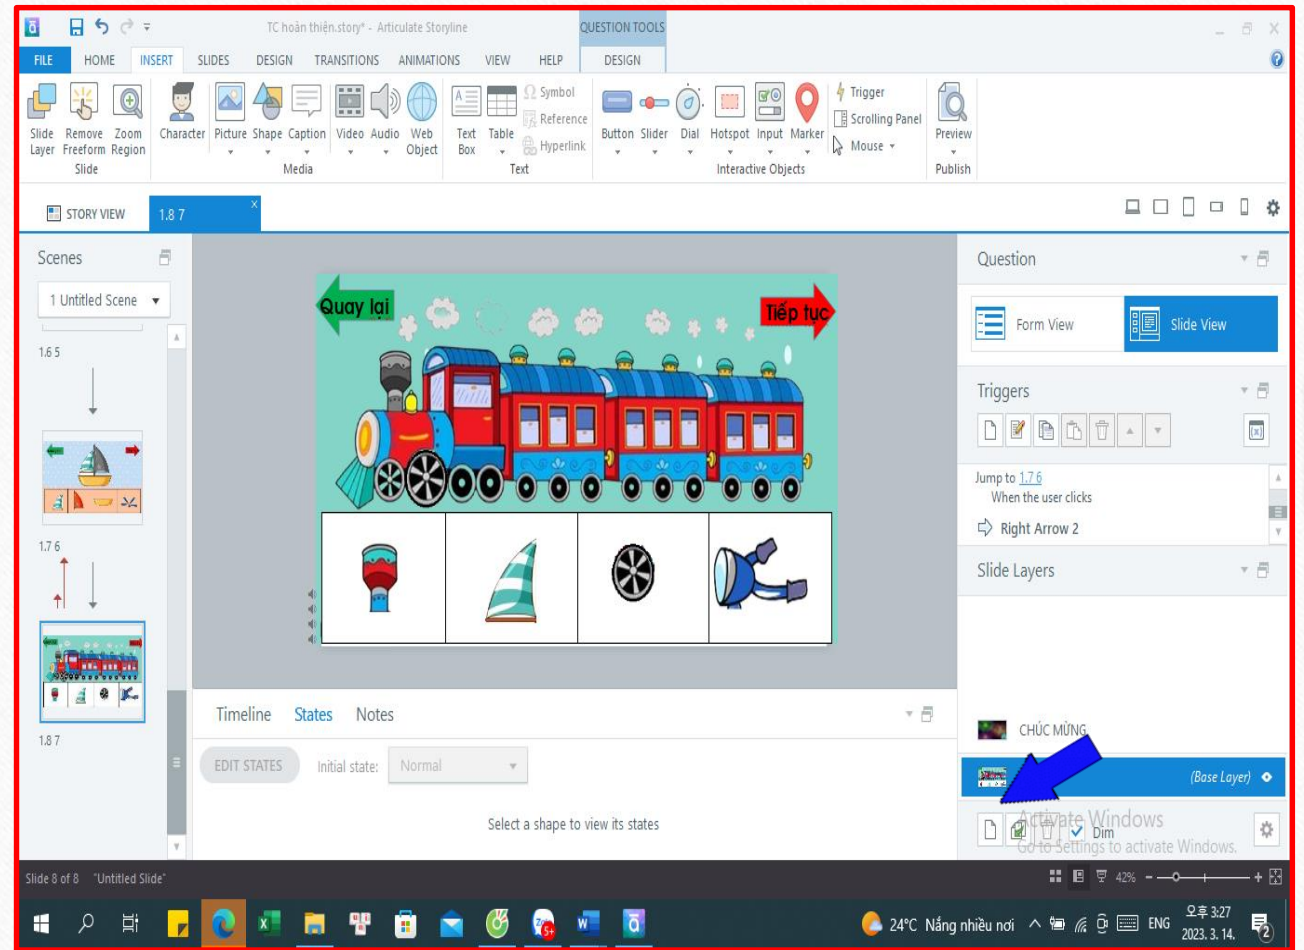 TC hoàn thiện.story* - Articulate Storyline
QUESTION TOOLS
FILE HOME INSERT SLIDES DESIGN TRANSITIONS ANIMATIONS VIEW HELP DESIGN
Slide Layer
Remove Freeform
Zoom Region
Slide
Character
Picture
Shape
Caption
Video
Audio
Web Object
Media
Text Box
Table
Symbol
Reference
Hyperlink
Text
Button
Slider
Dial
Hotspot
Input
Marker
Trigger
Scrolling Panel
Mouse
Interactive Objects
Preview
Publish
STORY VIEW
1.8 7
Scenes
1 Untitled Scene
1.6 5
1.7 6
1.8 7
Quay lại
Tiếp tục
Timeline States Notes
EDIT STATES Initial state: Normal
Select a shape to view its states
Question
Form View
Slide View
Triggers
Jump to 1.7 6
When the user clicks
Right Arrow 2
Slide Layers
CHÚC MỪNG
(Base Layer)
Dim
Activate Windows
Go to Settings to activate Windows.
Slide 8 of 8 "Untitled Slide"
42%
24°C Nắng nhiều nơi
ENG
오후 3:27
2023. 3. 14.